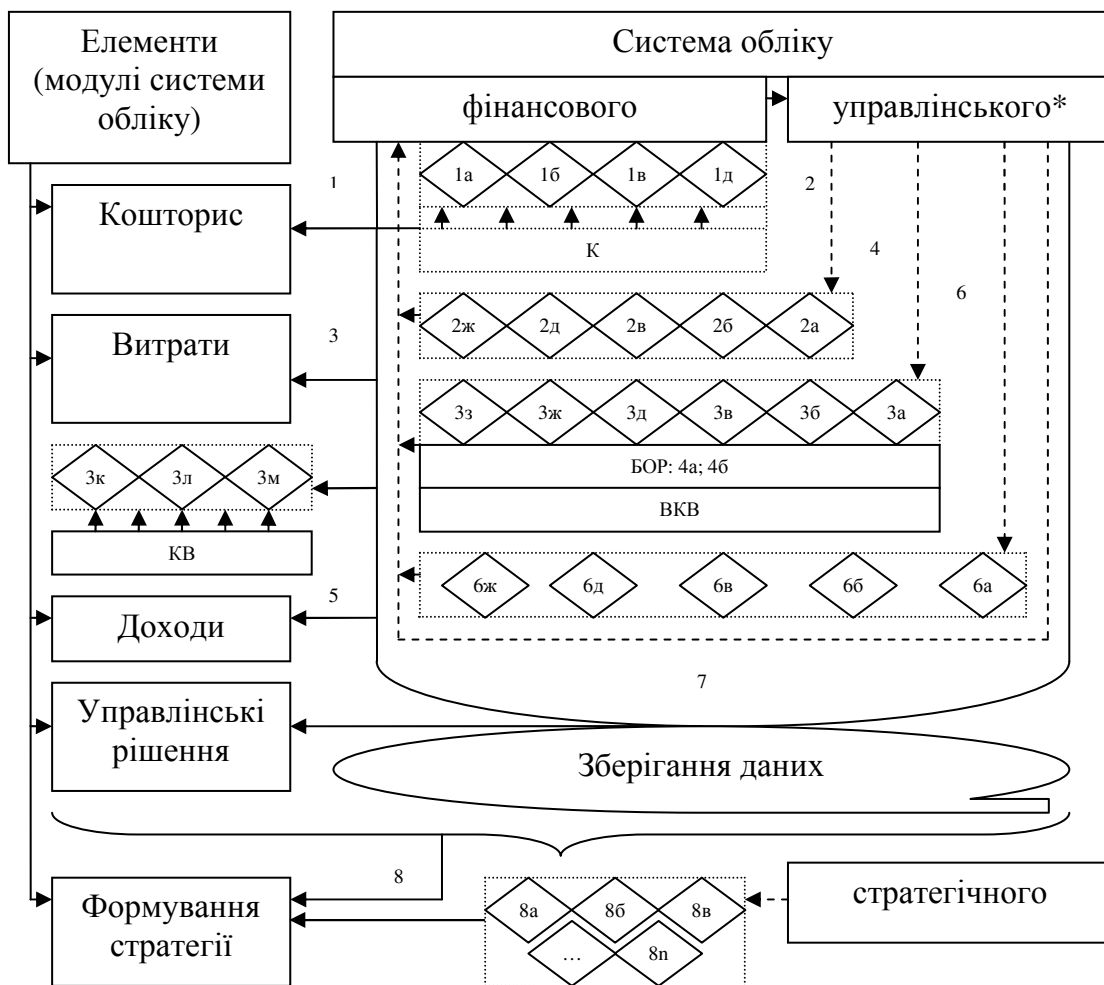 Елементи
(модулі системи
обліку)
Система обліку
фінансового
управлінського*
1
1а 1б 1в 1д
2
Кошторис
К
4
6
2ж 2д 2в 2б 2а
Витрати
3
3з 3ж 3д 3в 3б 3а
БОР: 4а; 4б
3к 3л 3м
ВКВ
КВ
6ж 6д 6в 6б 6а
5
Доходи
7
Управлінські
рішення
Зберігання даних
8
Формування
стратегії
8а 8б 8в
… 8n
стратегічного